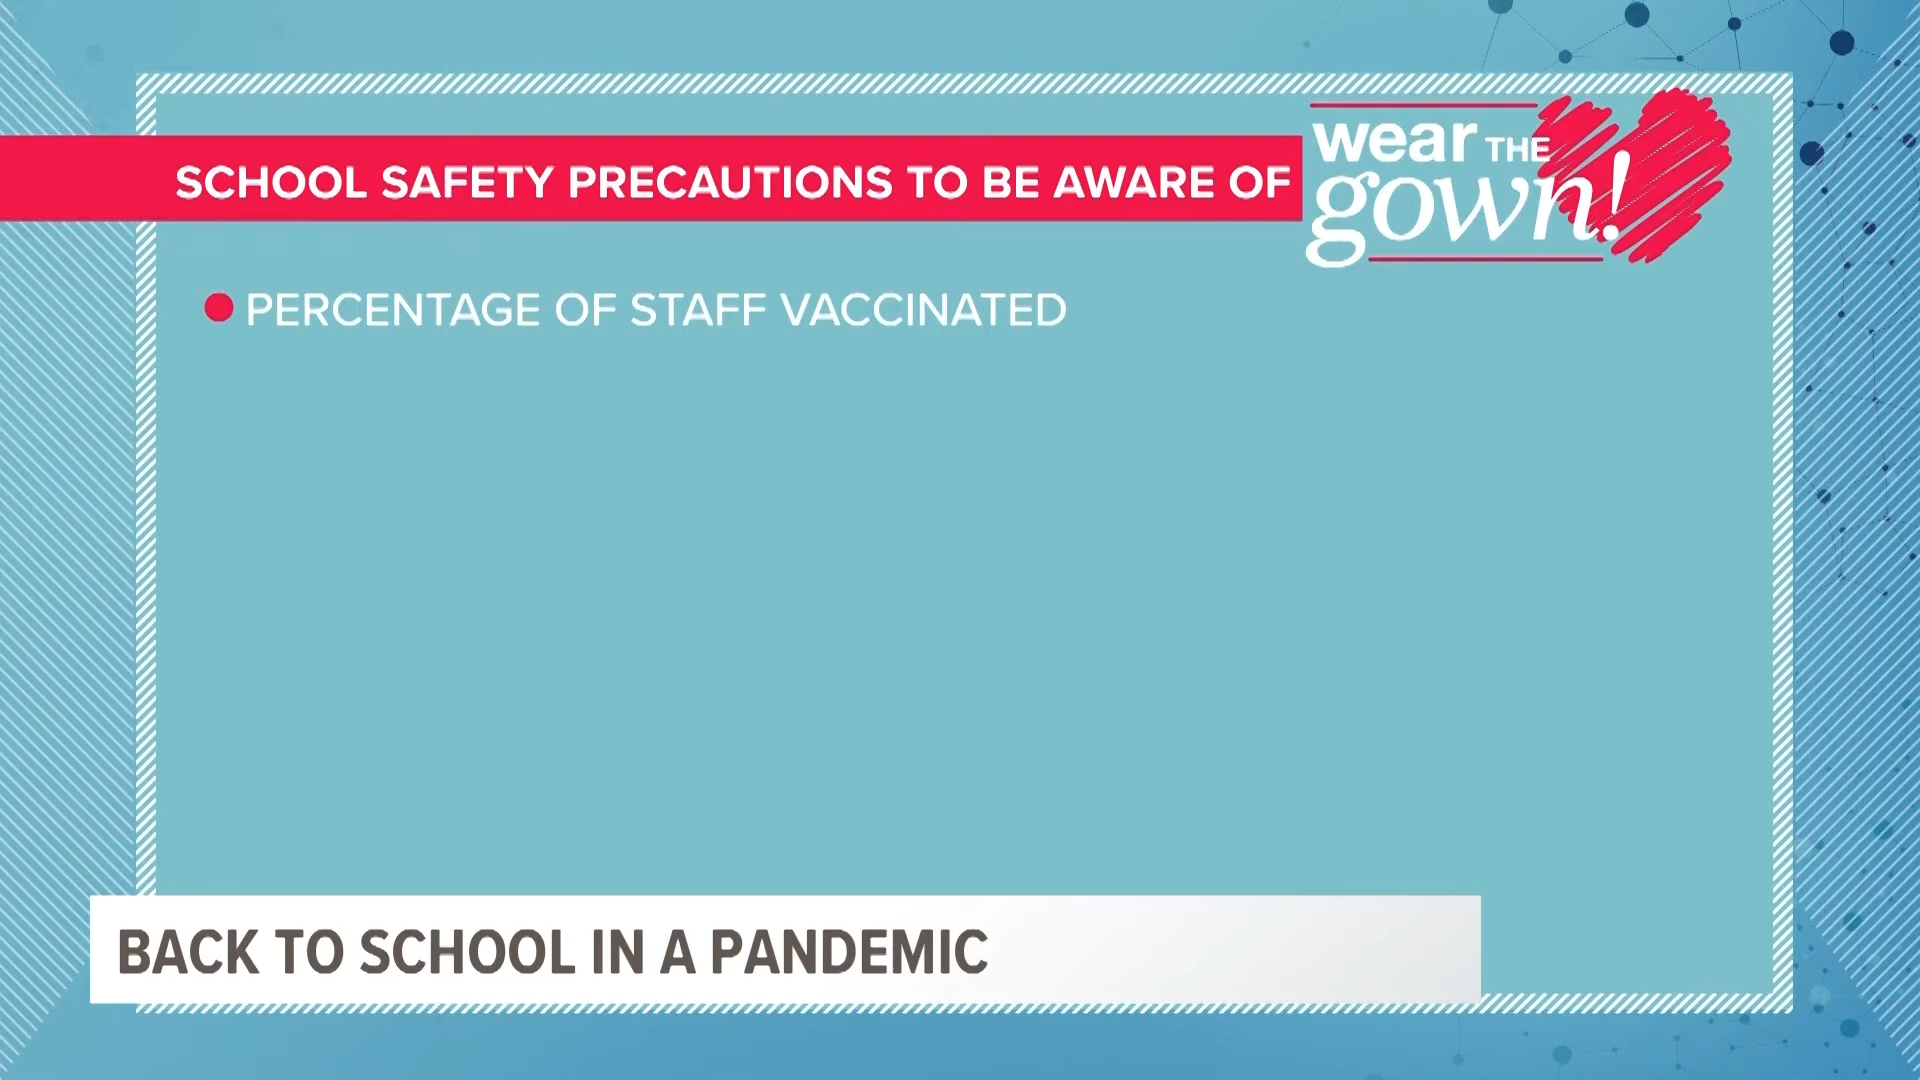 SCHOOL SAFETY PRECAUTIONS TO BE AWARE OF
wear THE
gown!
PERCENTAGE OF STAFF VACCINATED
BACK TO SCHOOL IN A PANDEMIC